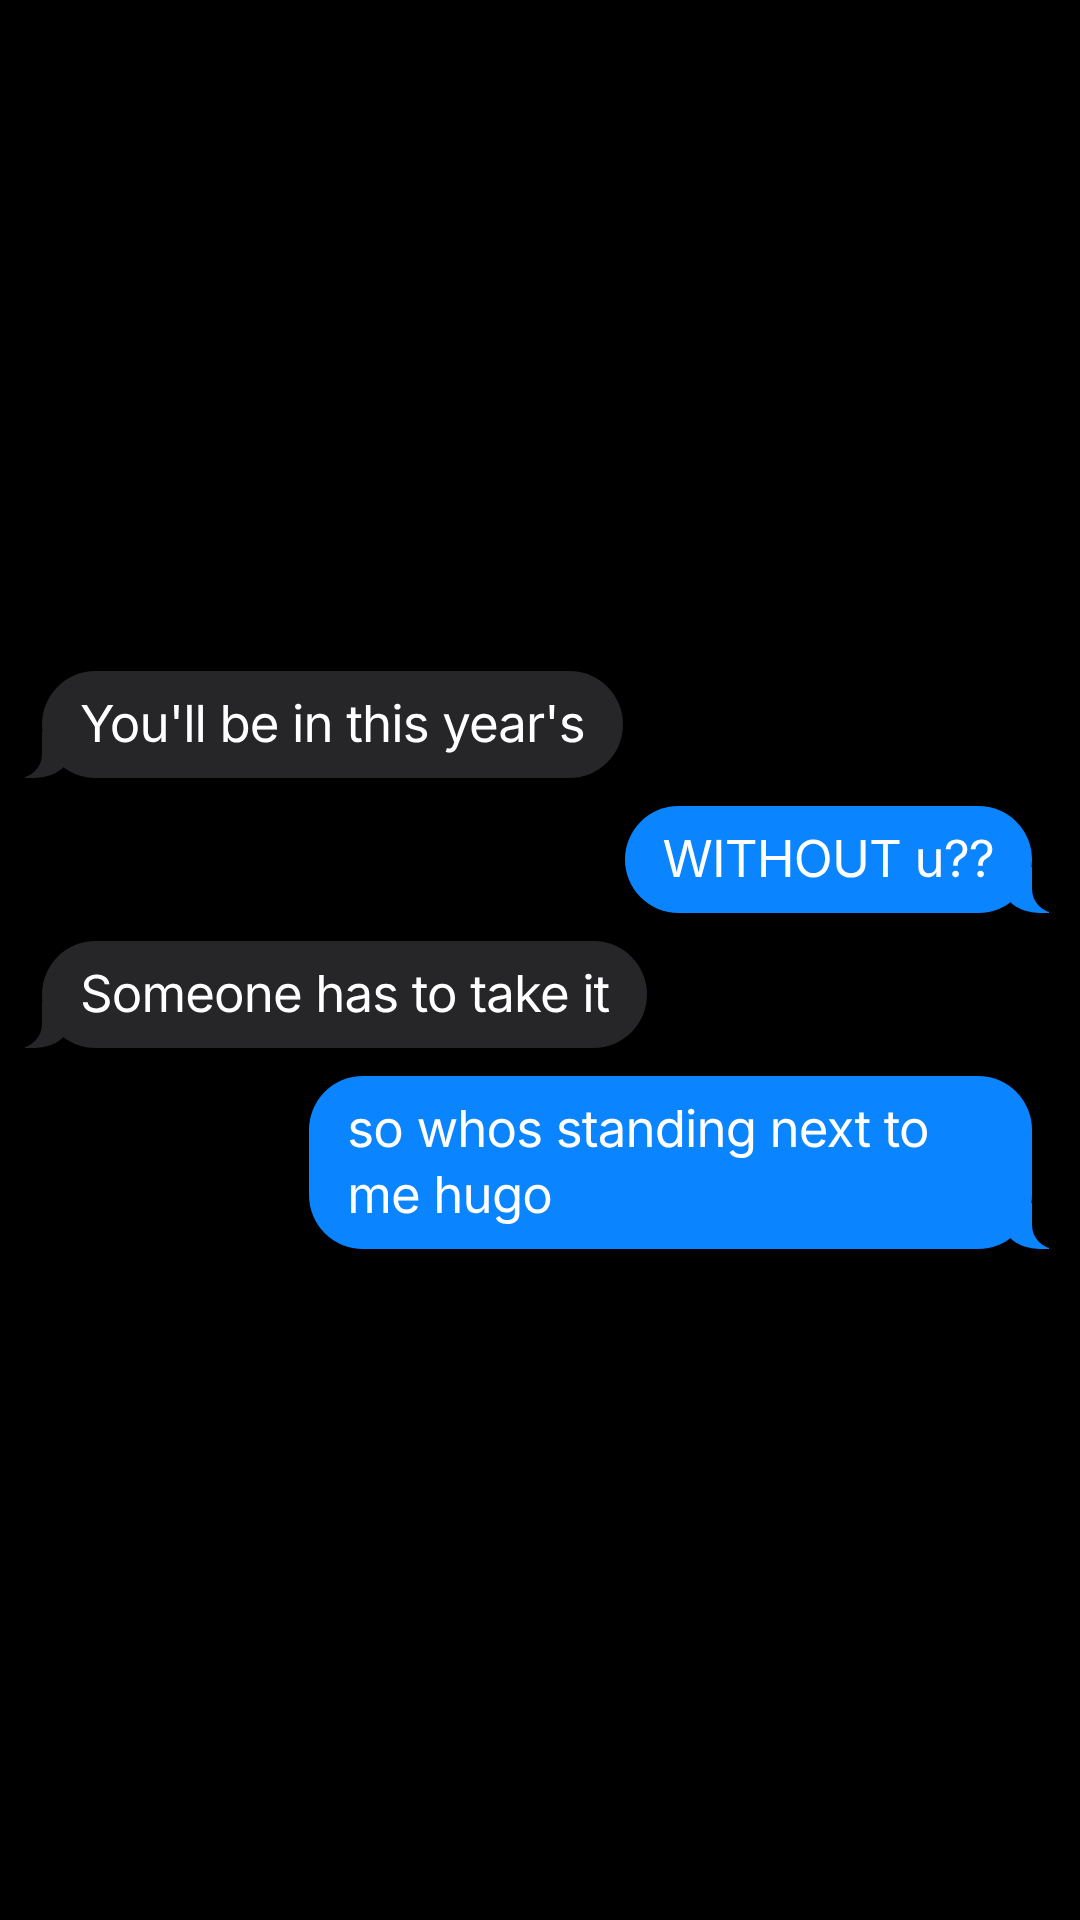 You'll be in this year's
WITHOUT u??
Someone has to take it
so whos standing next to
me hugo